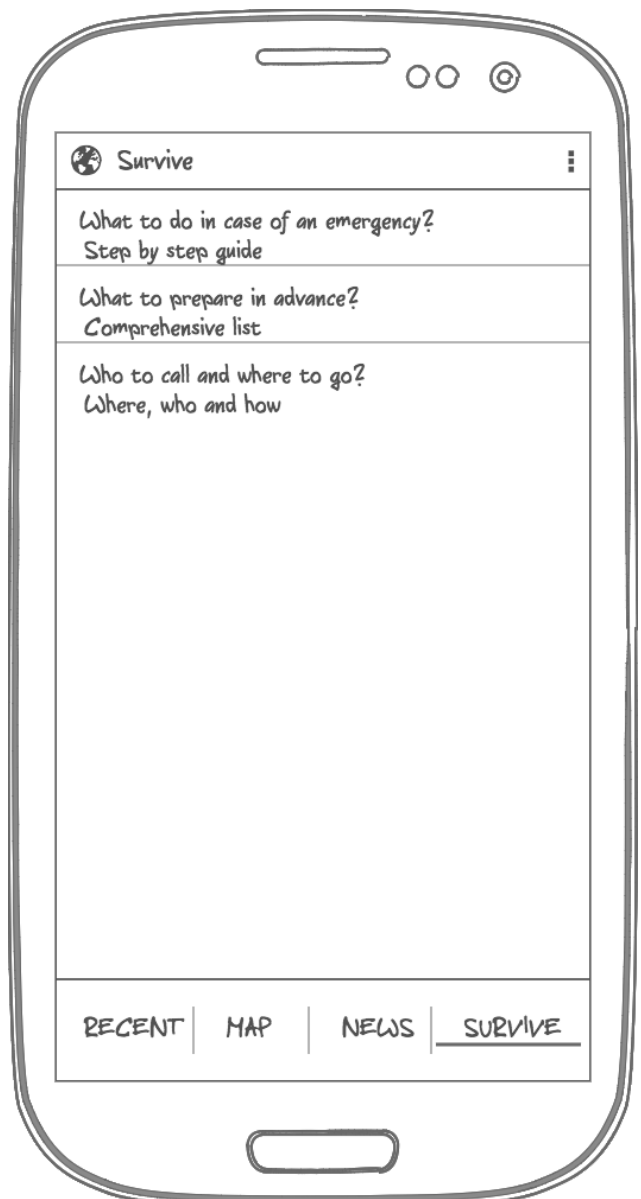 Survive
What to do in case of an emergency?
Step by step guide
What to prepare in advance?
Comprehensive list
Who to call and where to go?
Where, who and how
RECENT MAP NEWS SURVIVE